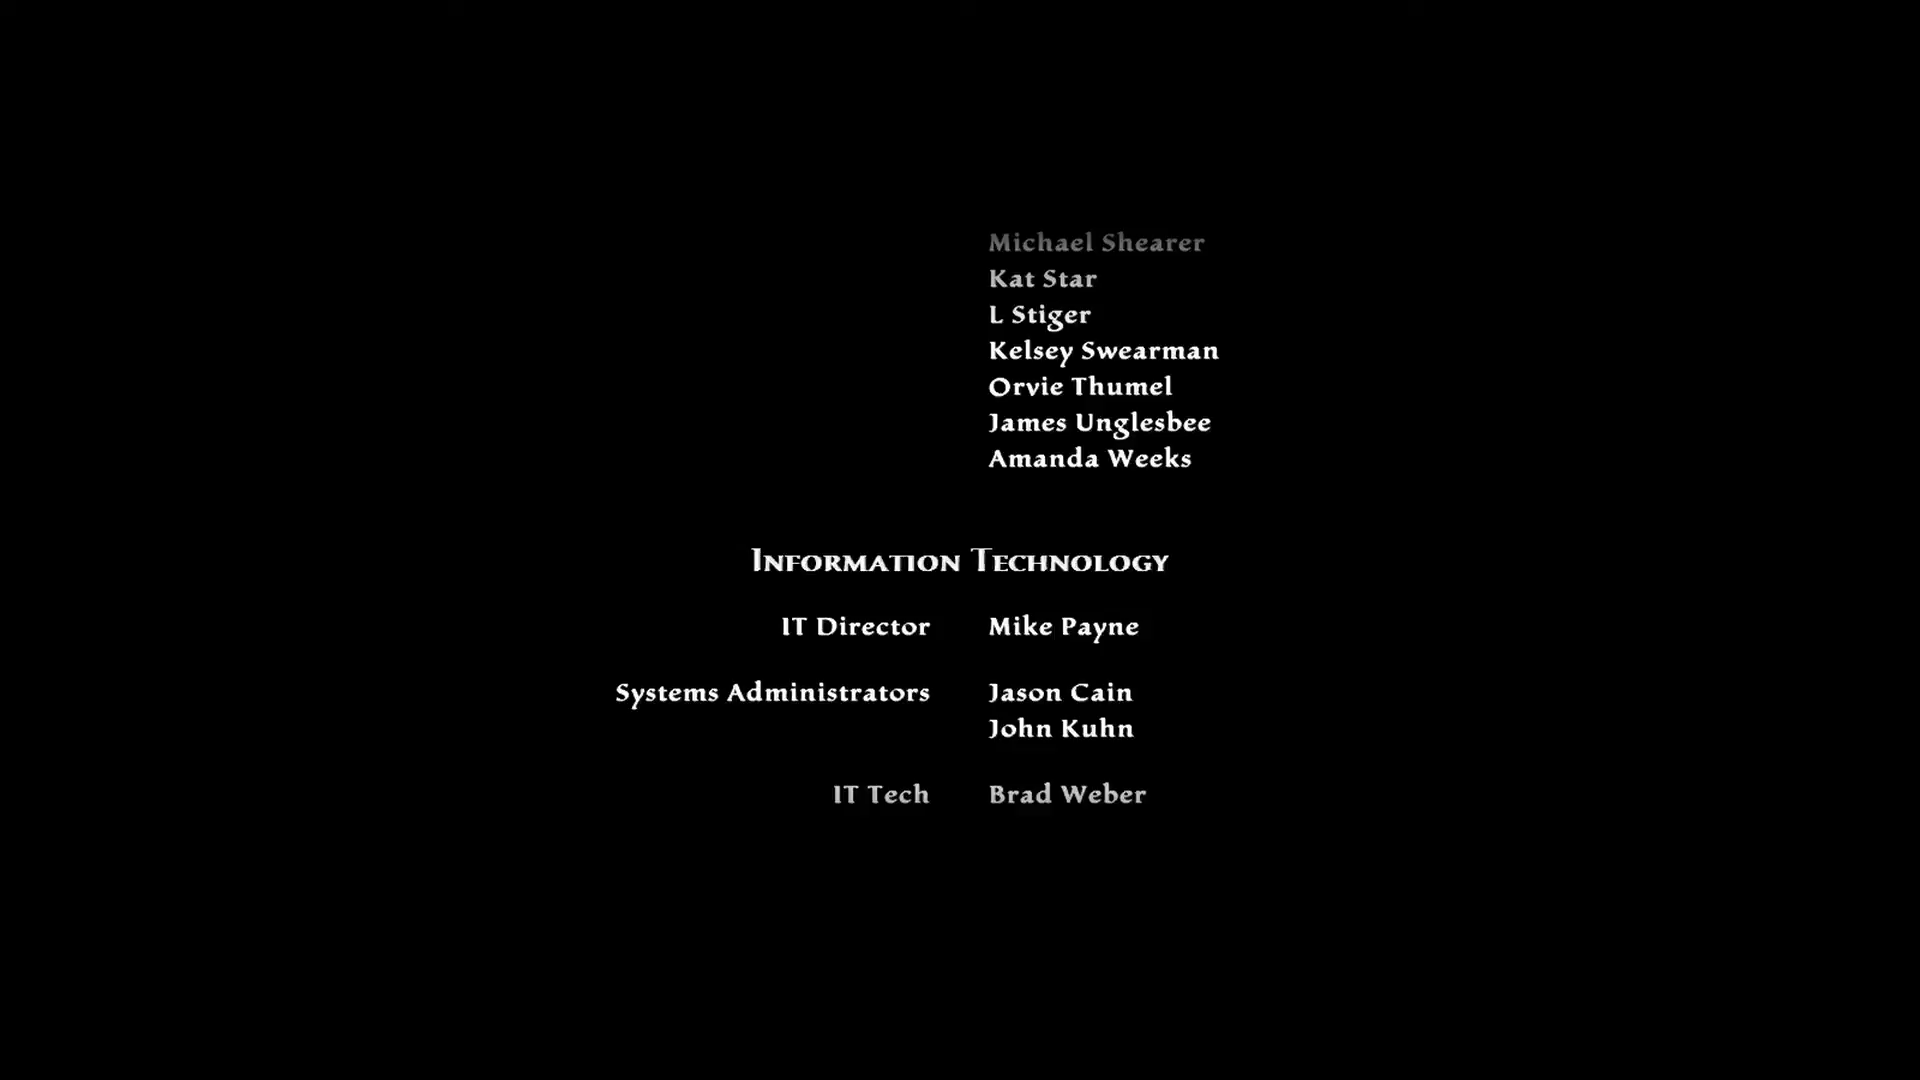 Michael Shearer
Kat Star
L Stiger
Kelsey Swearman
Orvie Thumel
James Unglesbee
Amanda Weeks
Information Technology
IT Director Mike Payne
Systems Administrators Jason Cain
John Kuhn
IT Tech Brad Weber